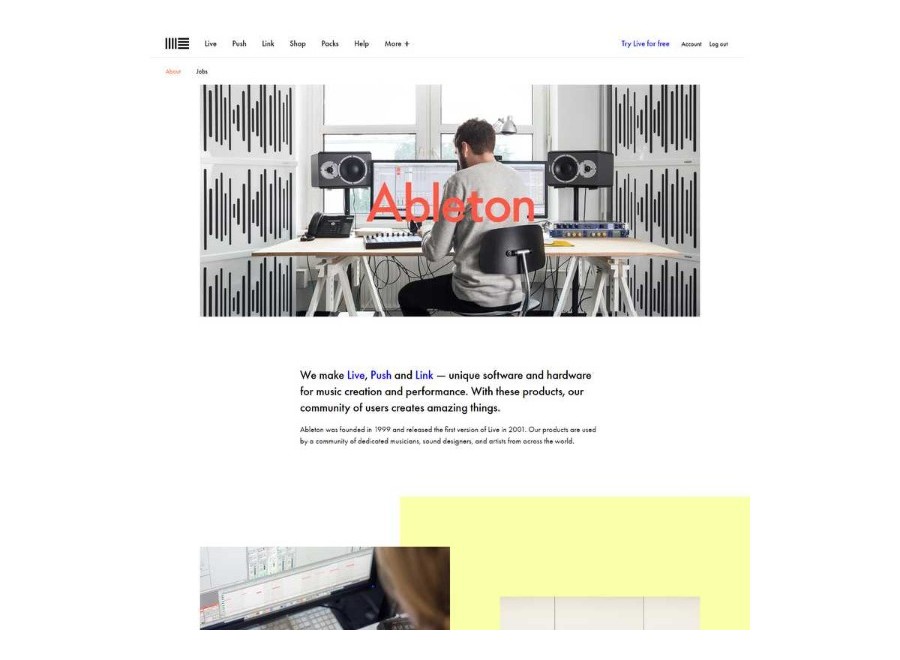 Live Push Link Shop Packs Help More + Try Live for free Account Log out
About Jobs
Ableton
We make Live, Push and Link — unique software and hardware
for music creation and performance. With these products, our
community of users creates amazing things.
Ableton was founded in 1999 and released the first version of Live in 2001. Our products are used
by a community of dedicated musicians, sound designers, and artists from across the world.